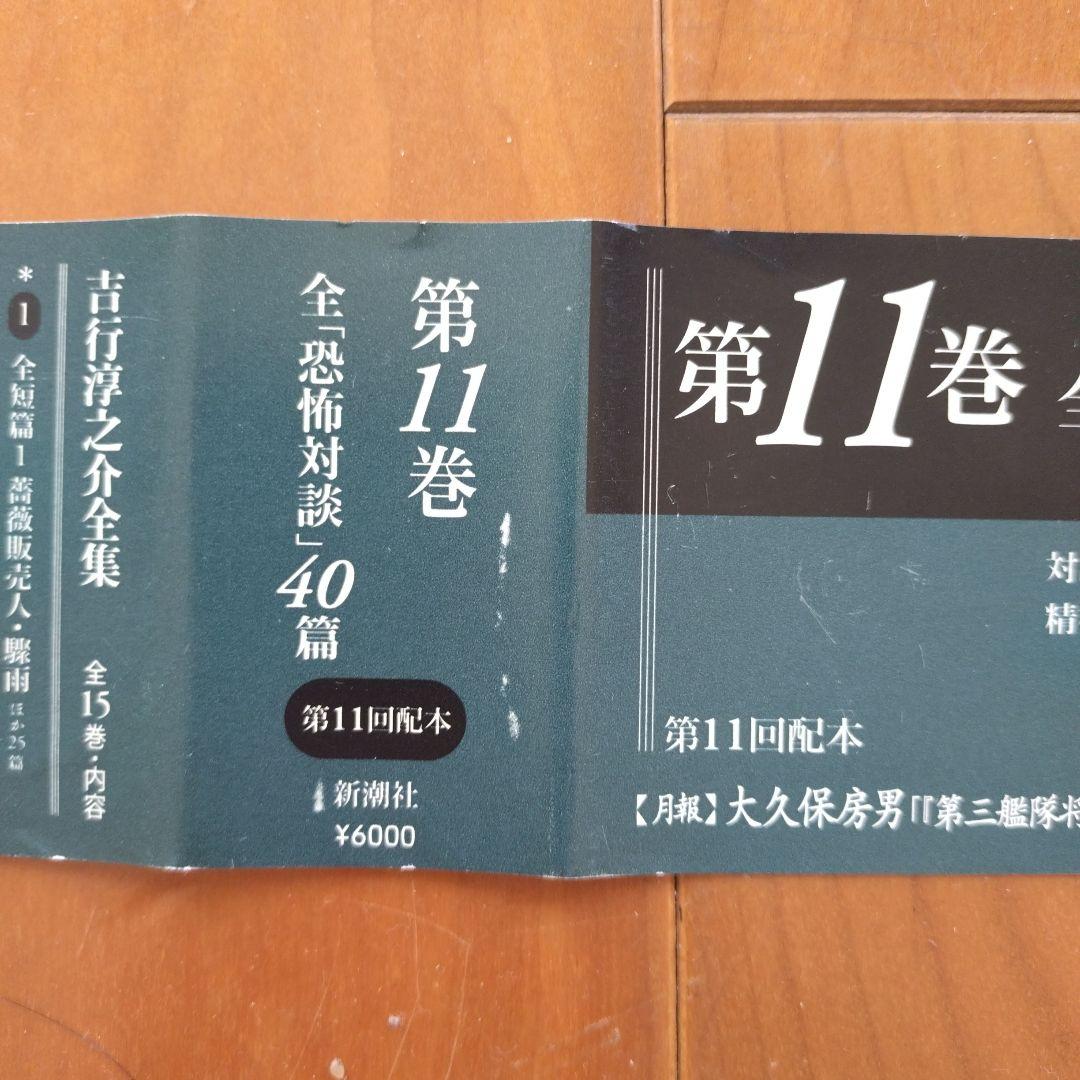 第11巻
対
精
第11回配本
【月報】大久保房男「『第三艦隊将
第11巻
全「恐怖対談」40篇
第11回配本
新潮社
¥6000
吉行淳之介全集 全15巻・内容
*1 全短篇1 薔薇販売人・驟雨 ほか25篇